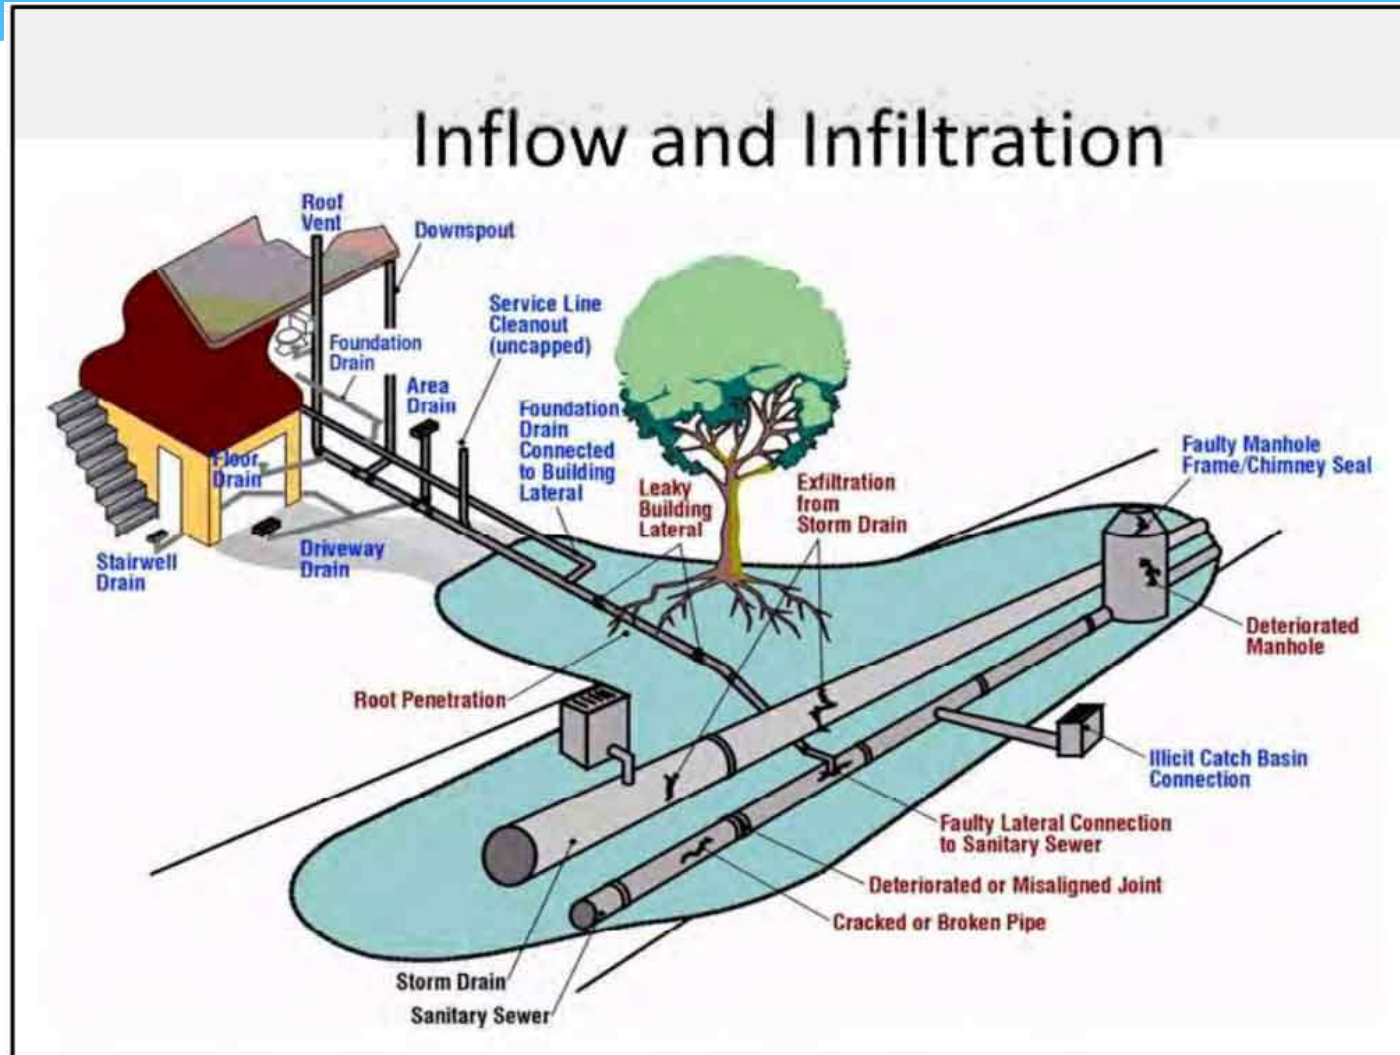 Inflow and Infiltration
Roof
Vent
Downspout
Service Line
Cleanout
(uncapped)
Foundation
Drain
Area
Drain
Foundation
Drain
Connected
to Building
Lateral
Floor
Drain
Leaky
Building
Lateral
Exfiltration
from
Storm Drain
Faulty Manhole
Frame/Chimney Seal
Stairwell
Drain
Driveway
Drain
Deteriorated
Manhole
Root Penetration
Illicit Catch Basin
Connection
Faulty Lateral Connection
to Sanitary Sewer
Deteriorated or Misaligned Joint
Cracked or Broken Pipe
Storm Drain
Sanitary Sewer